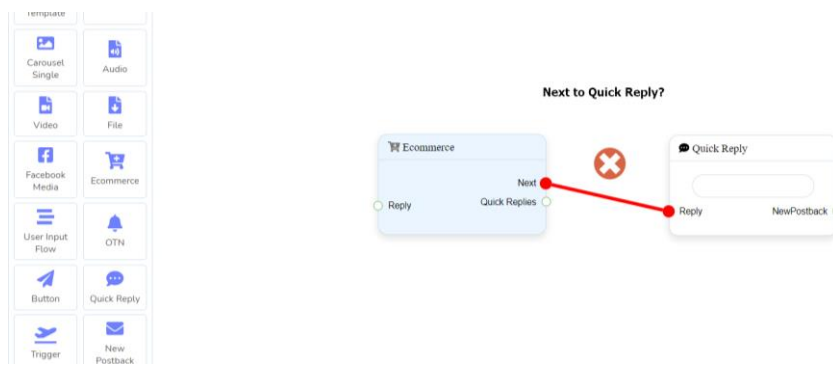 Template
Carousel
Single
Audio
Video
File
Facebook
Media
Ecommerce
User Input
Flow
OTN
Button
Quick Reply
Trigger
New
Postback
Next to Quick Reply?
Ecommerce
Next
Reply
Quick Replies
Quick Reply
Reply
NewPostback